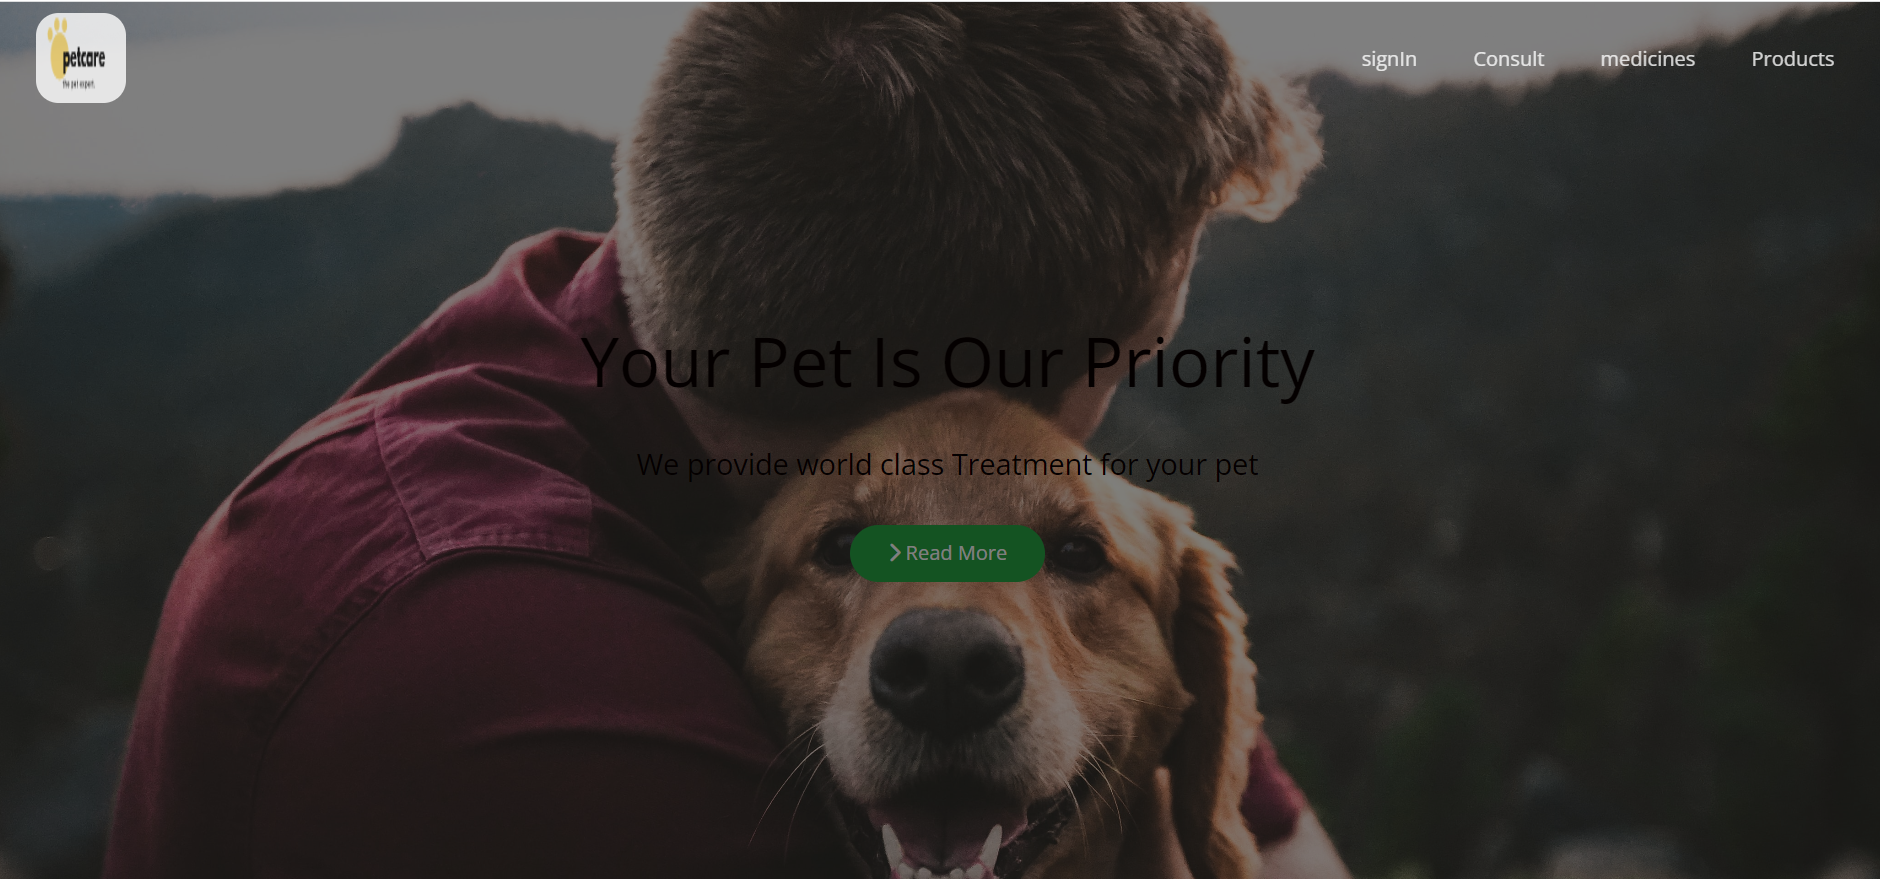 petcare
the pet expert.
signIn Consult medicines Products
Your Pet Is Our Priority
We provide world class Treatment for your pet
Read More